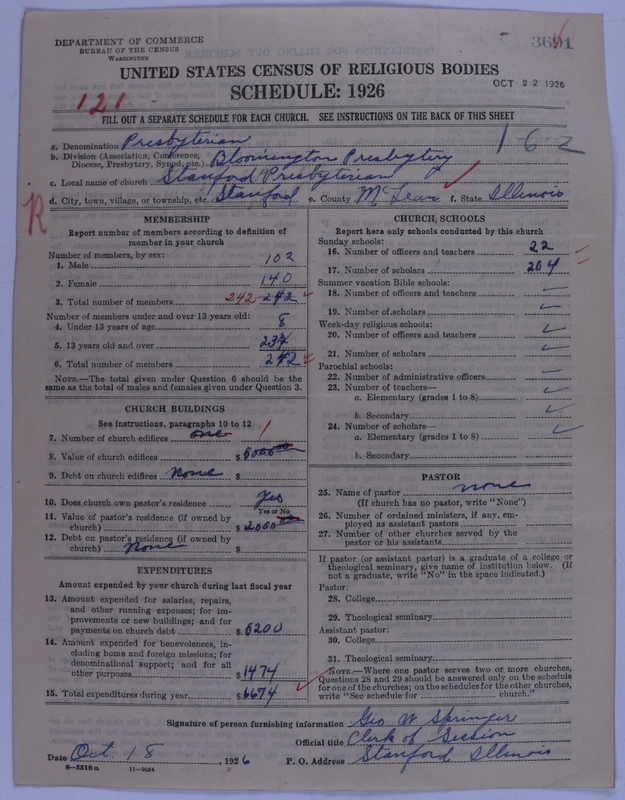 DEPARTMENT OF COMMERCE
BUREAU OF THE CENSUS
WASHINGTON
UNITED STATES CENSUS OF RELIGIOUS BODIES
SCHEDULE: 1926
OCT 22 1926
121
FILL OUT A SEPARATE SCHEDULE FOR EACH CHURCH. SEE INSTRUCTIONS ON THE BACK OF THIS SHEET
1-6-2
a. Denomination Presbyterian
b. Division (Association, Conference, Diocese, Presbytery, Synod, etc.) Bloomington Presbytery
c. Local name of church Stanford Presbyterian
d. City, town, village, or township, etc. Stanford e. County McLean f. State Illinois
R
MEMBERSHIP
Report number of members according to definition of
member in your church
Number of members, by sex:
1. Male 102
2. Female 140
3. Total number of members 242 242
Number of members under and over 13 years old:
4. Under 13 years of age 8
5. 13 years old and over 234
6. Total number of members 242
NOTE.—The total given under Question 6 should be
same as the total of males and females given under Question 3.
CHURCH BUILDINGS
See instructions, paragraphs 10 to 12
7. Number of church edifices one 1
8. Value of church edifices $
9. Debt on church edifices None $
10. Does church own pastor's residence Yes
Yes or No
11. Value of pastor's residence (if owned by
church) $ 2000
12. Debt on pastor's residence (if owned by
church) None $
EXPENDITURES
Amount expended by your church during last fiscal year
13. Amount expended for salaries, repairs,
and other running expenses; for im-
provements or new buildings; and for
payments on church debt $ 5200
14. Amount expended for benevolences, in-
cluding home and foreign missions; for
denominational support; and for all
other purposes $ 1474
15. Total expenditures during year $ 6674
CHURCH SCHOOLS
Report here only schools conducted by this church
Sunday schools:
16. Number of officers and teachers 22
17. Number of scholars 204
Summer vacation Bible schools:
18. Number of officers and teachers
19. Number of scholars
Week-day religious schools:
20. Number of officers and teachers
21. Number of scholars
Parochial schools:
22. Number of administrative officers
23. Number of teachers—
a. Elementary (grades 1 to 8)
b. Secondary
24. Number of scholars—
a. Elementary (grades 1 to 8)
b. Secondary
PASTOR
25. Name of pastor none
(If church has no pastor, write "None")
26. Number of ordained ministers, if any, em-
ployed as assistant pastors
27. Number of other churches served by the
pastor or his assistants
If pastor (or assistant pastor) is a graduate of a college or
theological seminary, give name of institution below. (If
not a graduate, write "No" in the space indicated.)
Pastor:
28. College
29. Theological seminary
Assistant pastor:
30. College
31. Theological seminary
NOTE.—Where one pastor serves two or more churches,
Questions 28 and 29 should be answered only on the schedule
for one of the churches; on the schedules for the other churches,
write "See schedule for church."
Signature of person furnishing information Geo W Springer
Official title Clerk of Section
Date Oct. 18, 1926 P. O. Address Stanford Illinois
8-5318a 11-9054